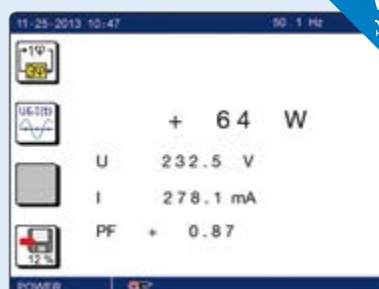 11-25-2013 10:47 50.1 Hz
1φ
3φ
+ 64 W
U 232.5 V
I 278.1 mA
PF + 0.87
12 %
POWER